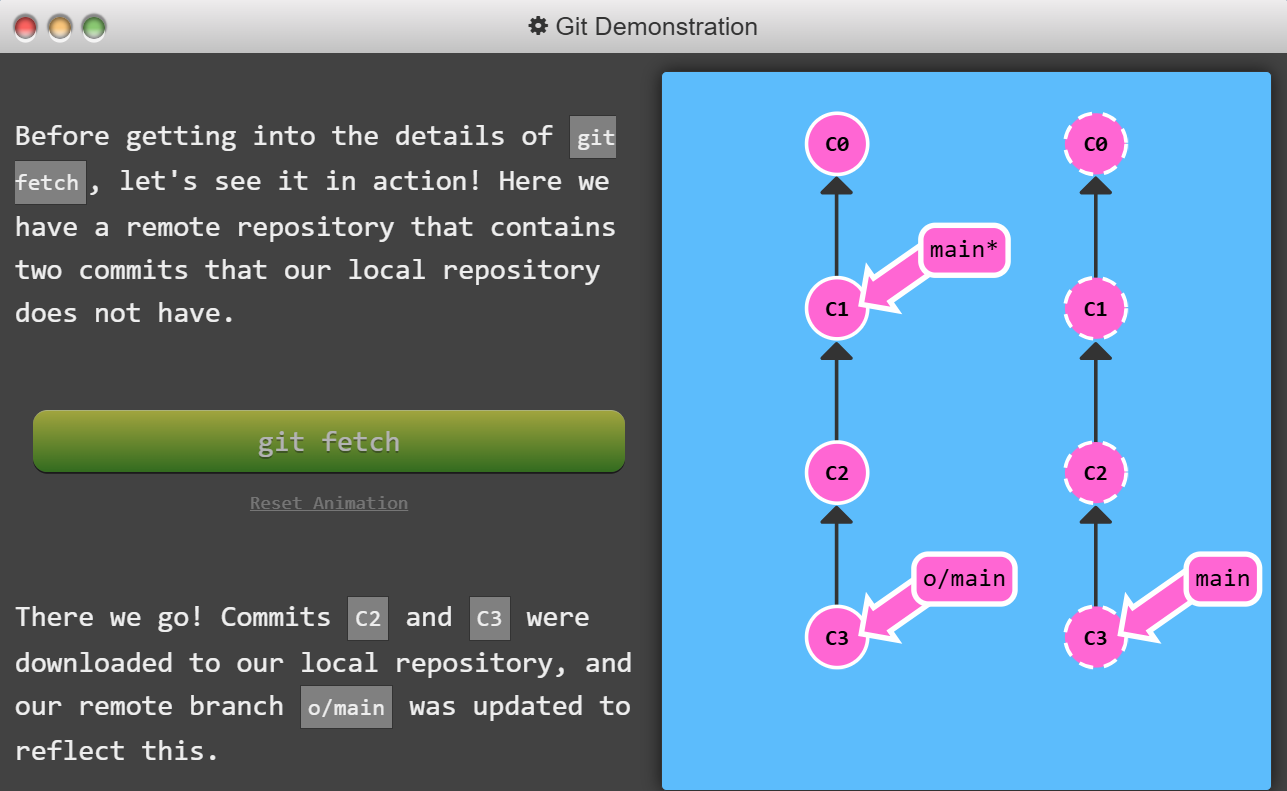 Git Demonstration
Before getting into the details of git
fetch, let's see it in action! Here we
have a remote repository that contains
two commits that our local repository
does not have.
git fetch
Reset Animation
There we go! Commits C2 and C3 were
downloaded to our local repository, and
our remote branch o/main was updated to
reflect this.
C0
C0
main*
C1
C1
C2
C2
o/main
main
C3
C3